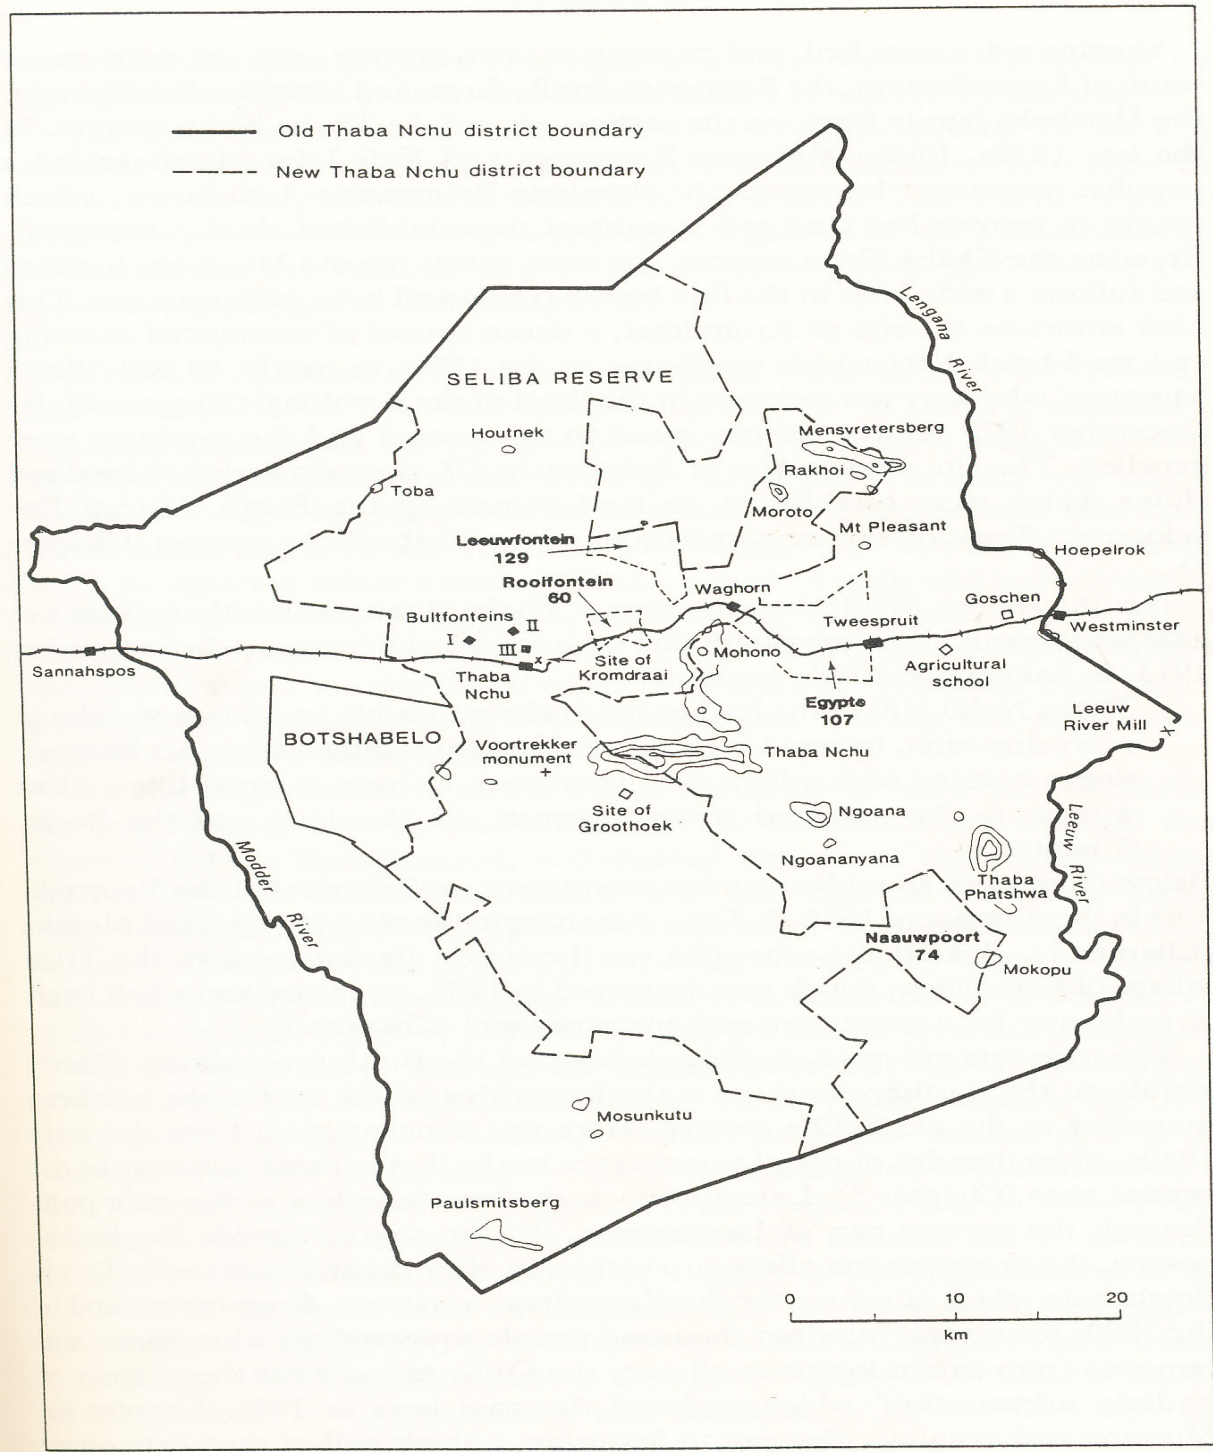 Old Thaba Nchu district boundary
New Thaba Nchu district boundary
Lengana
River
SELIBA RESERVE
Houtnek
Mensvretersberg
Rakhoi
Toba
Moroto
Mt Pleasant
Leeuwfontein
129
Hoepelrok
Rooifontein
60
Waghorn
Goschen
Bultfonteins
I
II
III
Tweespruit
Westminster
Sannahspos
Thaba
Nchu
x
Site of
Kromdraai
Mohono
Agricultural
school
Egypte
107
Leeuw
River Mill
X
BOTSHABELO
Voortrekker
monument
+
Thaba Nchu
Site of
Groothoek
Ngoana
Ngoananyana
Leeuw
River
Modder
River
Thaba
Phatshwa
Naauwpoort
74
Mokopu
Mosunkutu
Paulsmitsberg
0 10 20
km